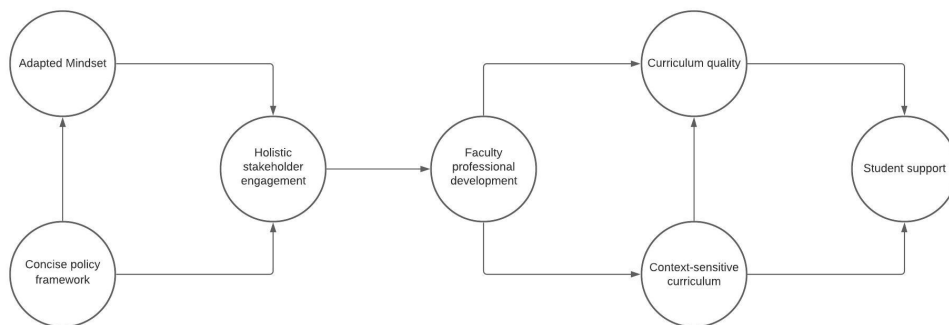 Adapted Mindset
Concise policy
framework
Holistic
stakeholder
engagement
Faculty
professional
development
Curriculum quality
Context-sensitive
curriculum
Student support